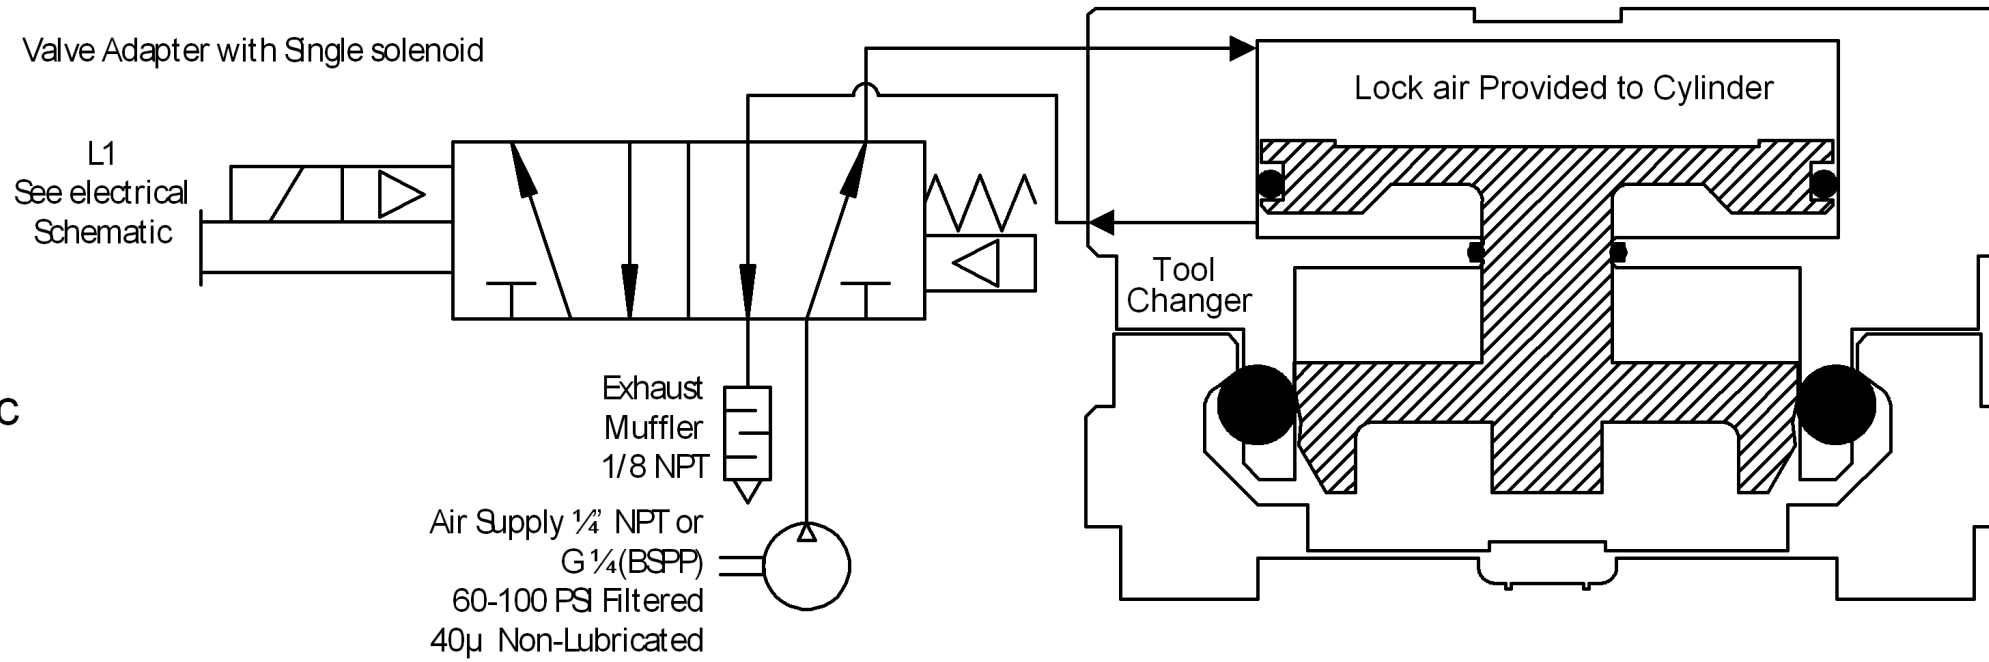 Valve Adapter with Single solenoid
Lock air Provided to Cylinder
L1
See electrical
Schematic
Tool
Changer
C
Exhaust
Muffler
1/8 NPT
Air Supply ¼" NPT or
G ¼ (BSPP)
60-100 PSI Filtered
40µ Non-Lubricated